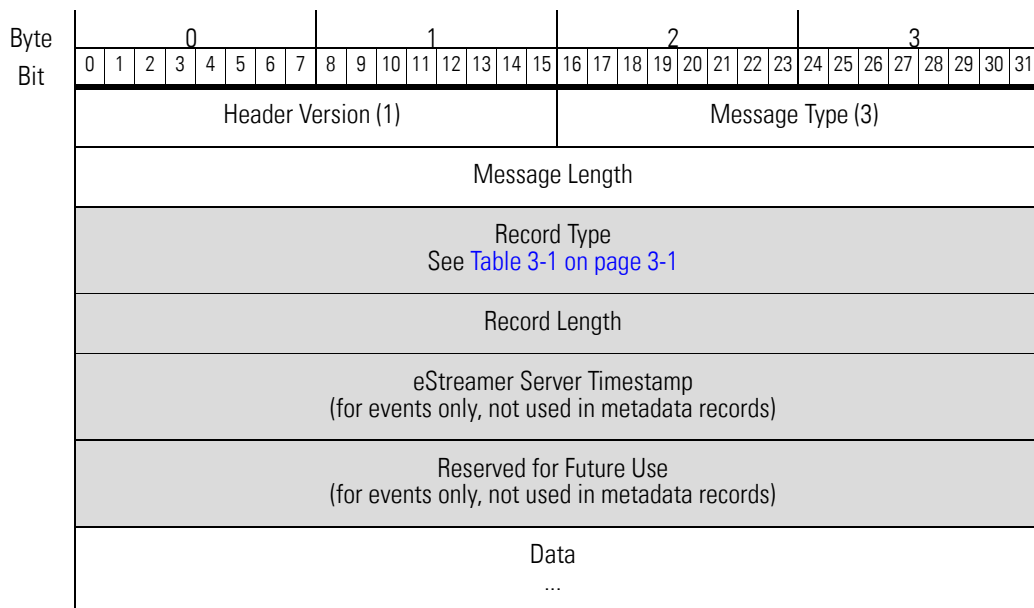 Byte 0 1 2 3
Bit 0 1 2 3 4 5 6 7 8 9 10 11 12 13 14 15 16 17 18 19 20 21 22 23 24 25 26 27 28 29 30 31
Header Version (1) Message Type (3)
Message Length
Record Type
See Table 3-1 on page 3-1
Record Length
eStreamer Server Timestamp
(for events only, not used in metadata records)
Reserved for Future Use
(for events only, not used in metadata records)
Data
...